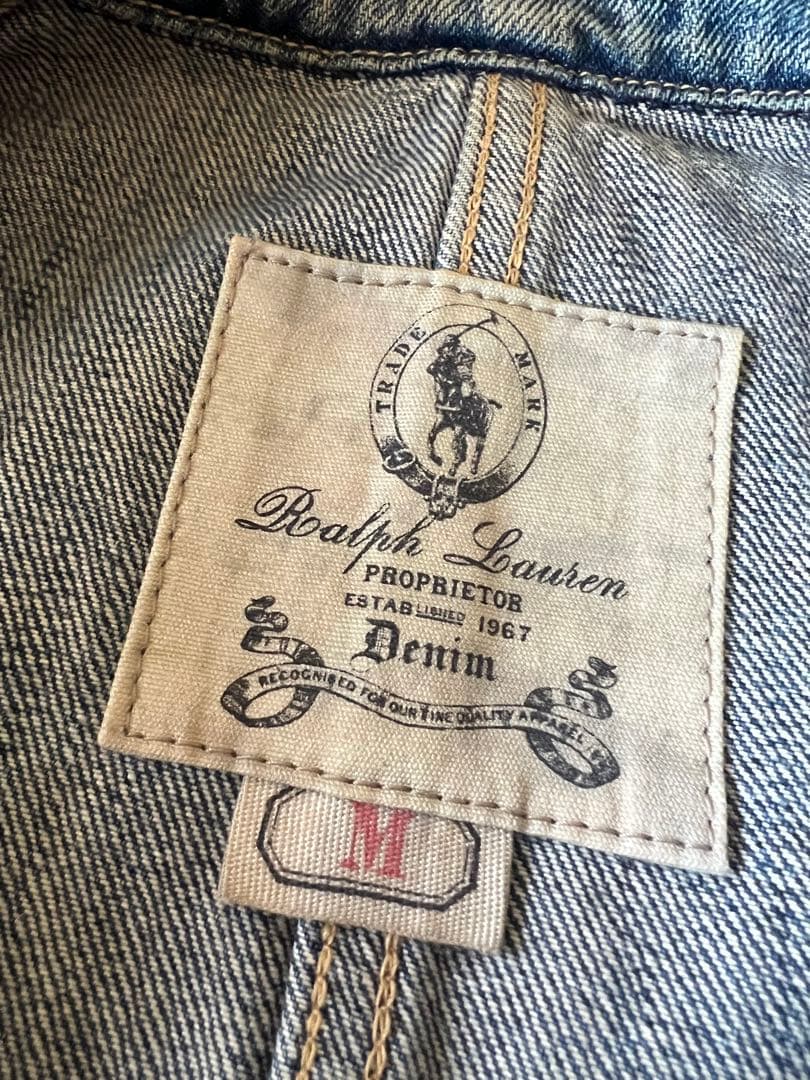 TRADE MARK
Ralph Lauren
PROPRIETOR
ESTABLISHED 1967
Denim
RECOGNISED FOR OUR FINE QUALITY APPAREL
M